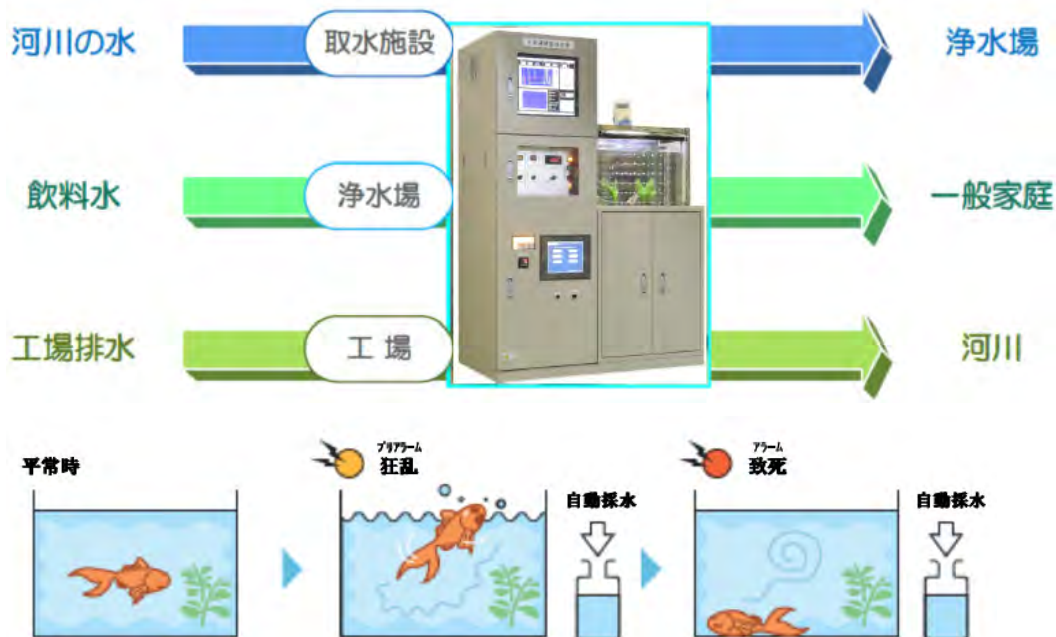 河川の水
取水施設
浄水場
飲料水
浄水場
一般家庭
工場排水
工場
河川
平常時
プリアラーム
狂乱
自動採水
アラーム
致死
自動採水